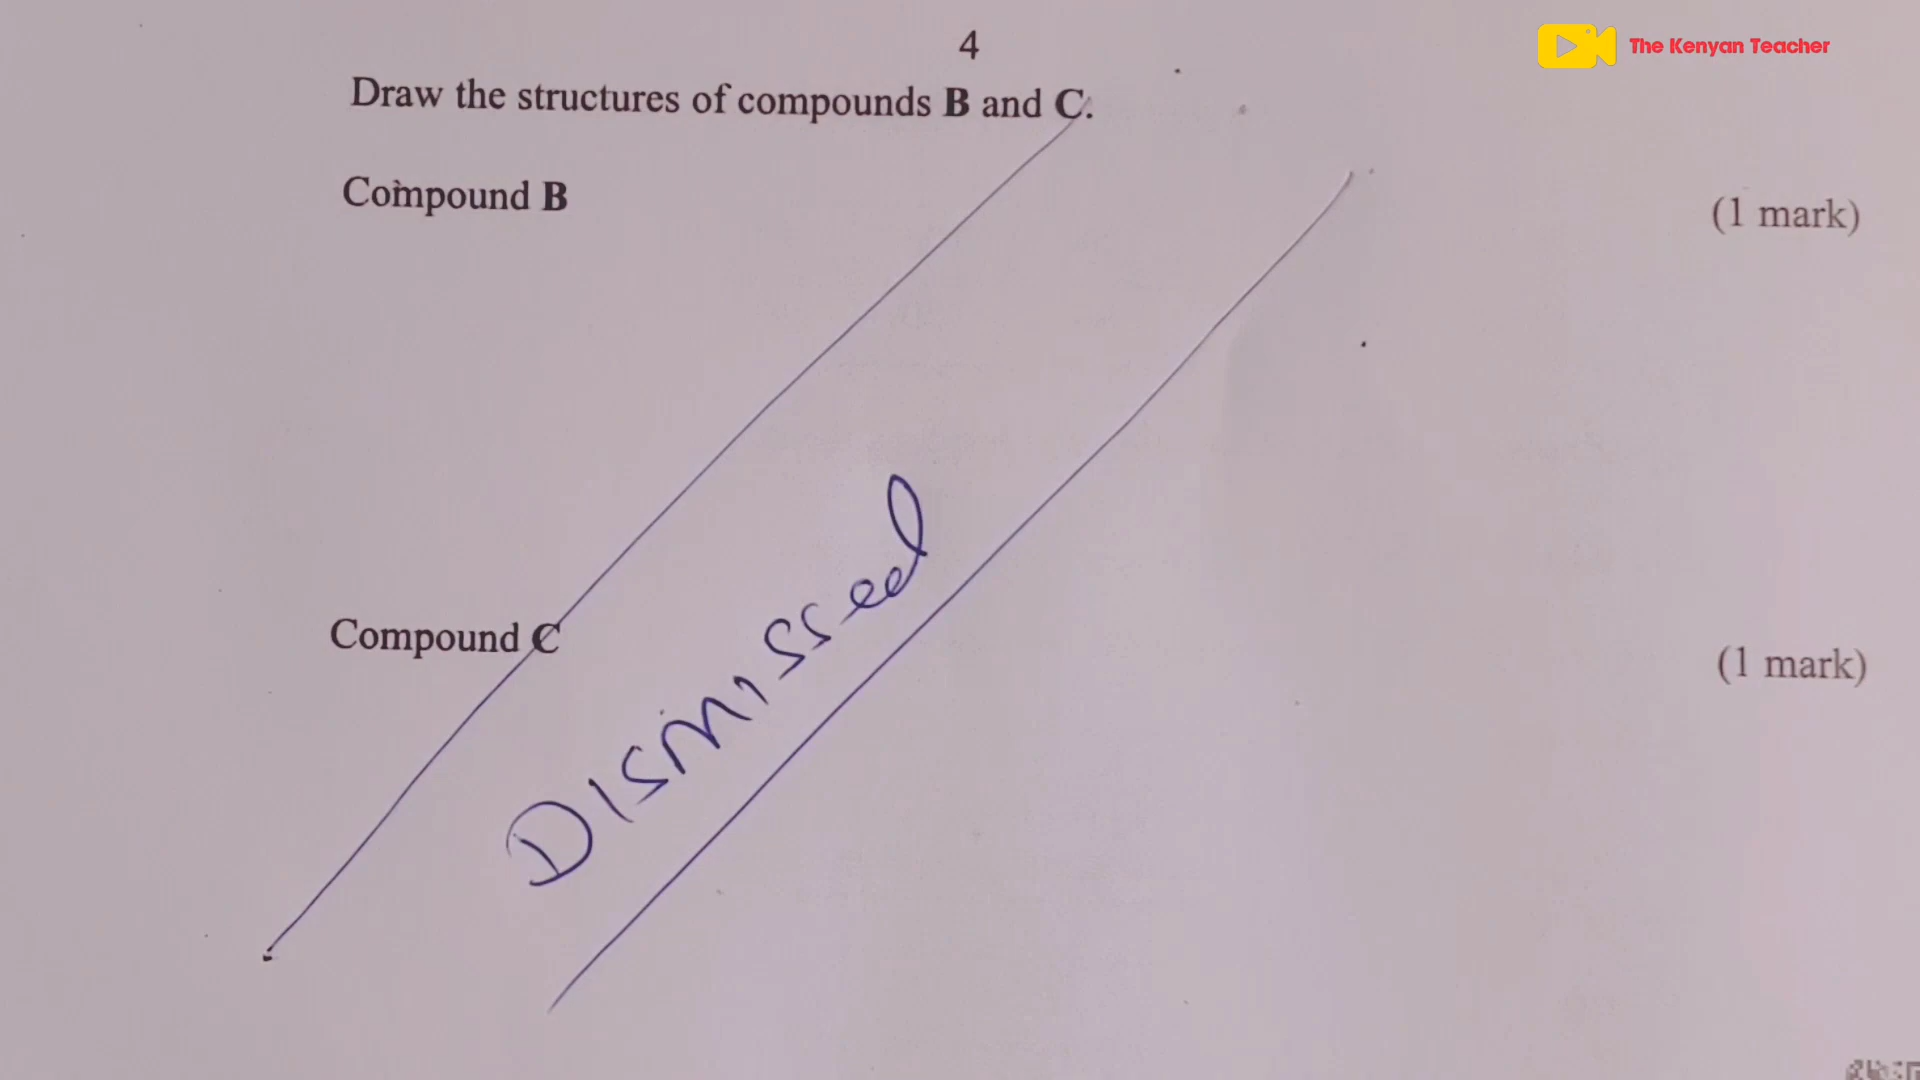 4
The Kenyan Teacher
Draw the structures of compounds B and C.
Compound B
(1 mark)
Compound C
(1 mark)
Dismissed